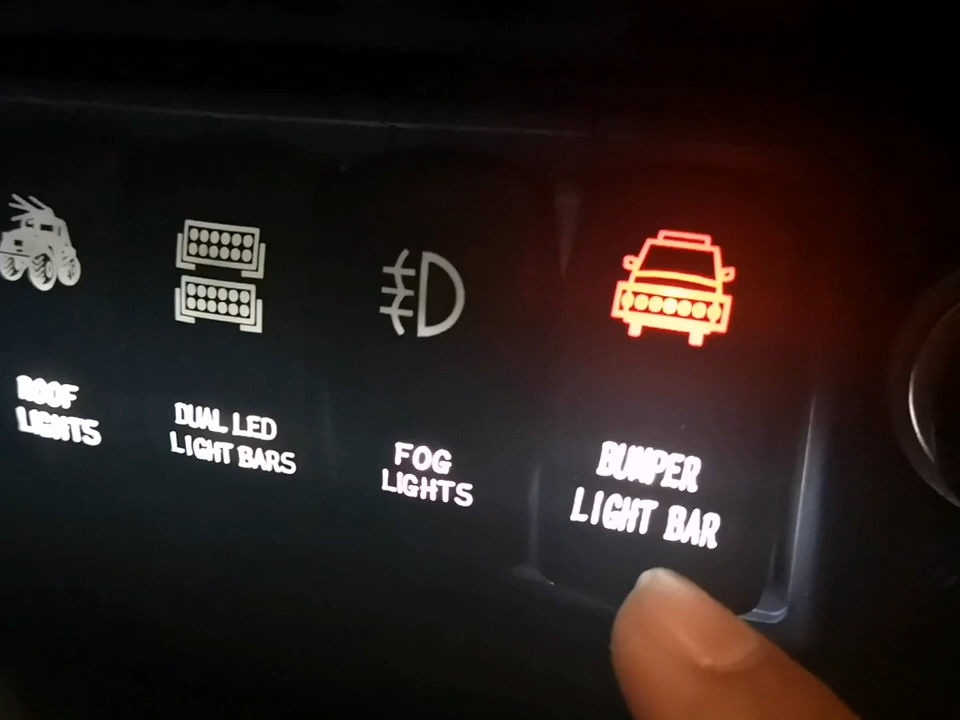 ROOF
LIGHTS
DUAL LED
LIGHT BARS
FOG
LIGHTS
BUMPER
LIGHT BAR